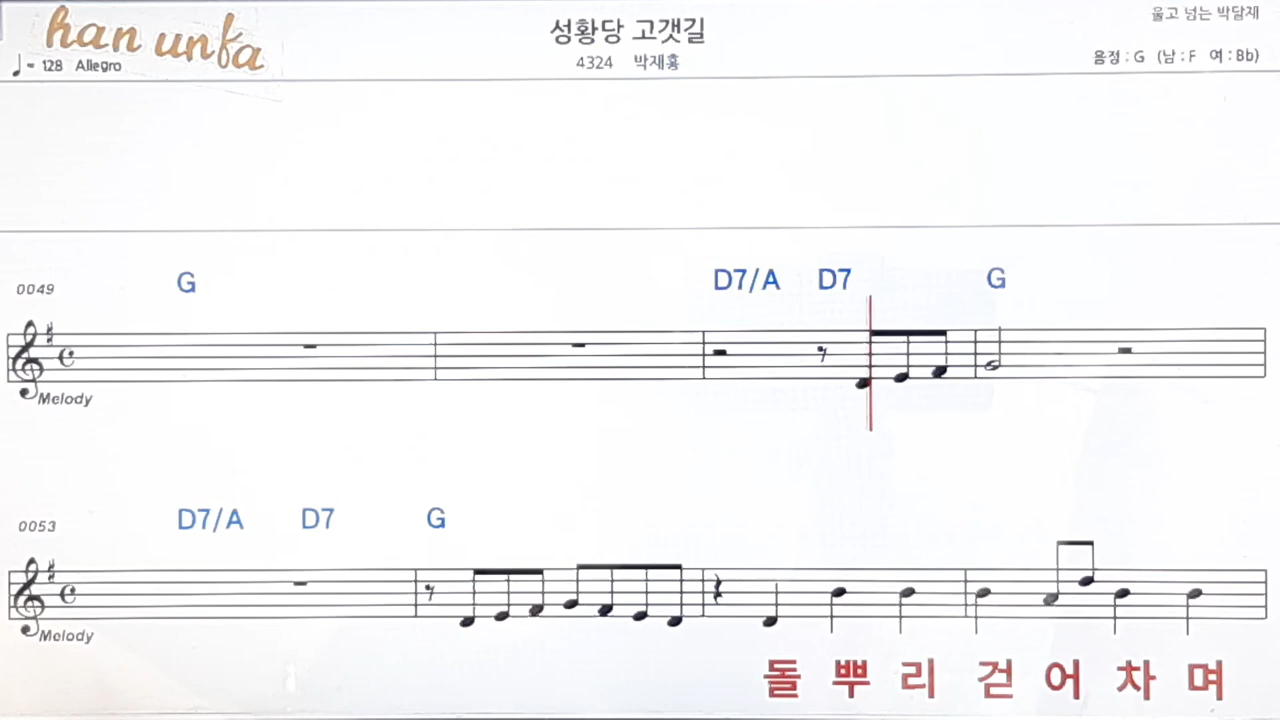 han unfa
성황당 고갯길
울고 넘는 박달재
♩= 128 Allegro
4324 박재홍
음정 : G (남 : F 여 : Bb)
G D7/A D7 G
0049
Melody
D7/A D7 G
0053
Melody
돌 뿌 리 걷 어 차 며